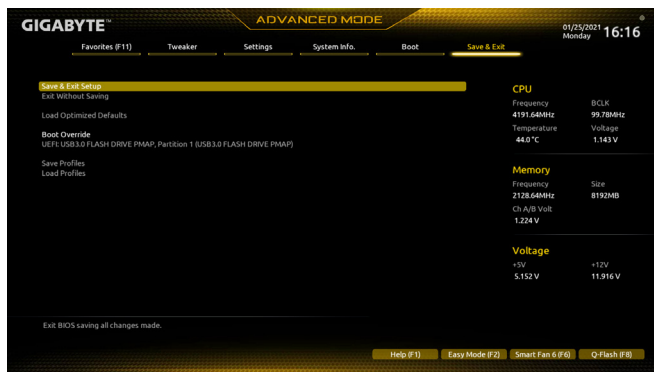 GIGABYTE™
ADVANCED MODE
01/25/2021
Monday
16:16
Favorites (F11) Tweaker Settings System Info. Boot Save & Exit
Save & Exit Setup
Exit Without Saving
Load Optimized Defaults
Boot Override
UEFI: USB3.0 FLASH DRIVE PMAP, Partition 1 (USB3.0 FLASH DRIVE PMAP)
Save Profiles
Load Profiles
CPU
Frequency BCLK
4191.64MHz 99.78MHz
Temperature Voltage
44.0 °C 1.143 V
Memory
Frequency Size
2128.64MHz 8192MB
Ch A/B Volt
1.224 V
Voltage
+5V +12V
5.152 V 11.916 V
Exit BIOS saving all changes made.
Help (F1) Easy Mode (F2) Smart Fan 6 (F6) Q-Flash (F8)